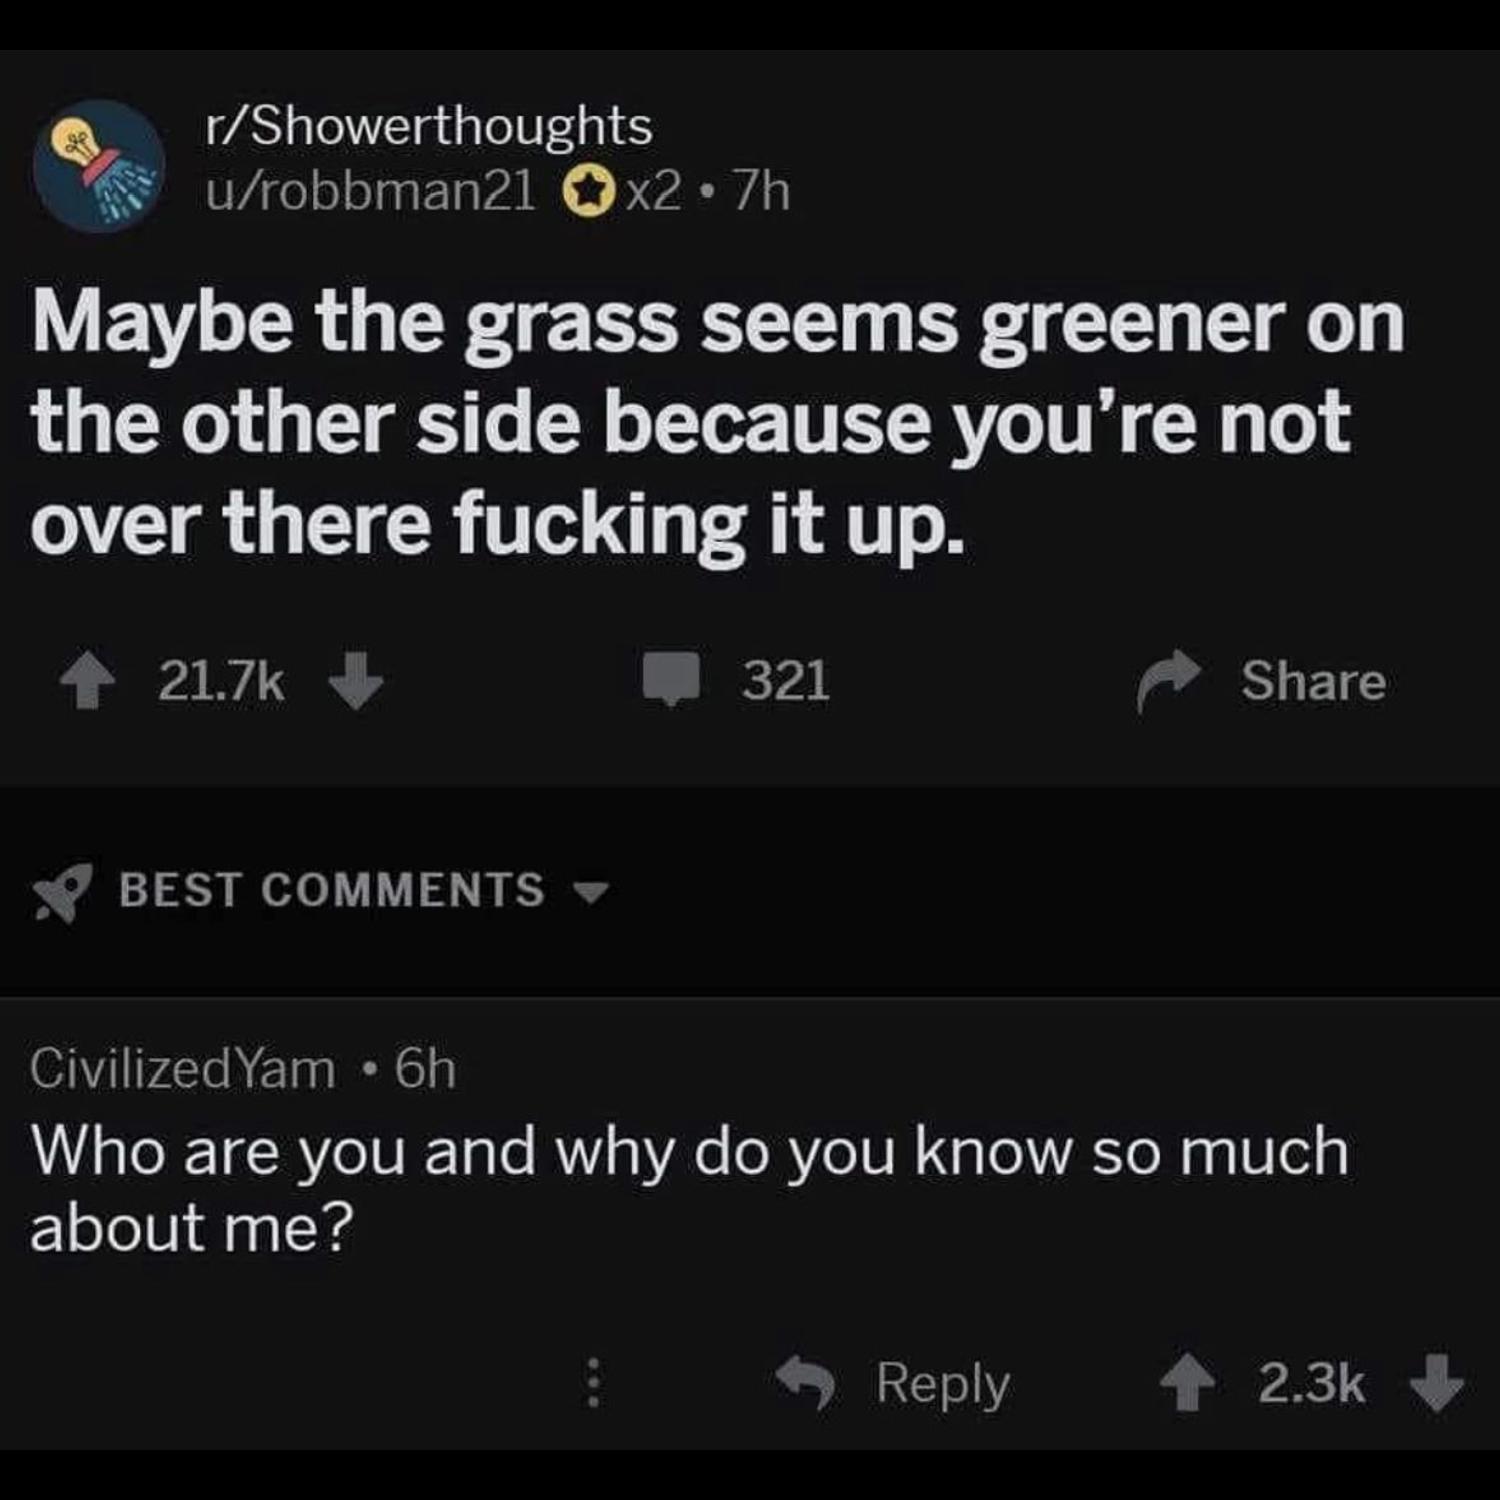 r/Showerthoughts
u/robbman21 x2 • 7h
Maybe the grass seems greener on
the other side because you're not
over there fucking it up.
21.7k 321 Share
BEST COMMENTS
CivilizedYam • 6h
Who are you and why do you know so much
about me?
Reply 2.3k